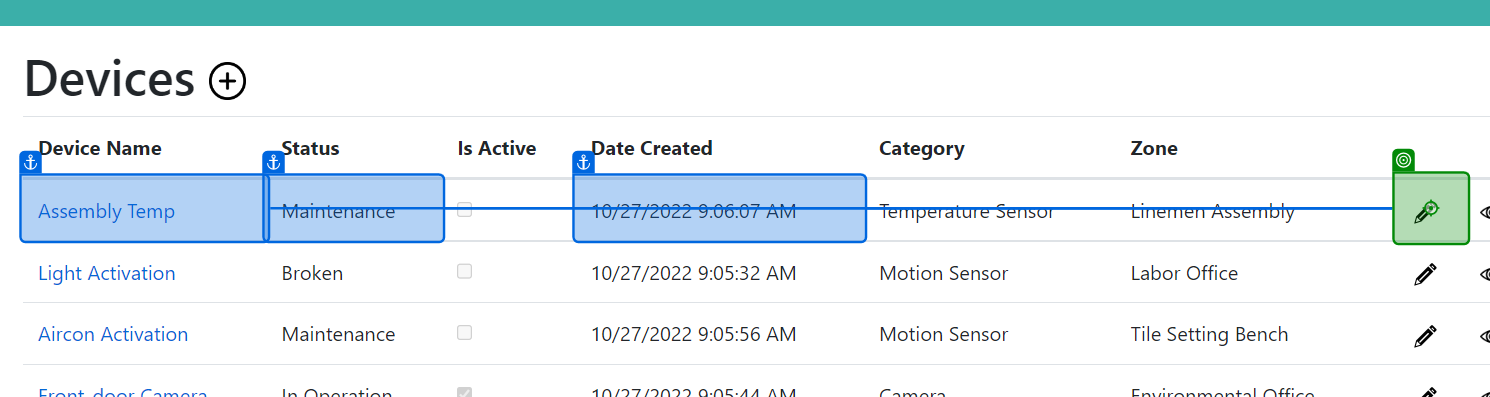 Devices
Device Name Status Is Active Date Created Category Zone
Assembly Temp Maintenance 10/27/2022 9:06:07 AM Temperature Sensor Linemen Assembly
Light Activation Broken 10/27/2022 9:05:32 AM Motion Sensor Labor Office
Aircon Activation Maintenance 10/27/2022 9:05:56 AM Motion Sensor Tile Setting Bench
Front-door Camera In Operation 10/27/2022 9:05:44 AM Camera Environmental Office